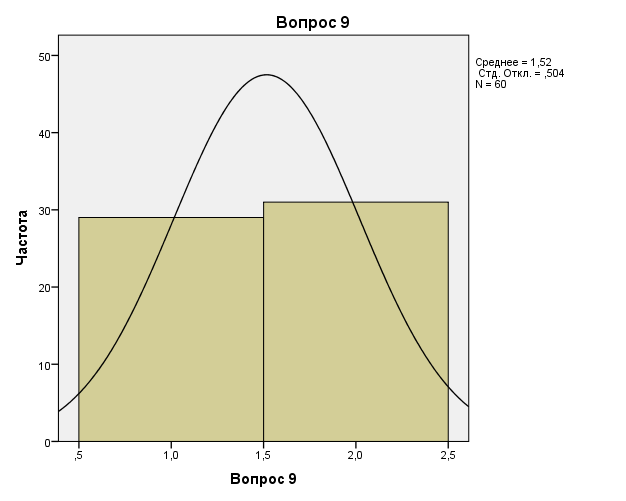 Вопрос 9
Среднее = 1,52
Стд. Откл. = ,504
N = 60
50
40
30
20
10
0
Частота
,5 1,0 1,5 2,0 2,5
Вопрос 9